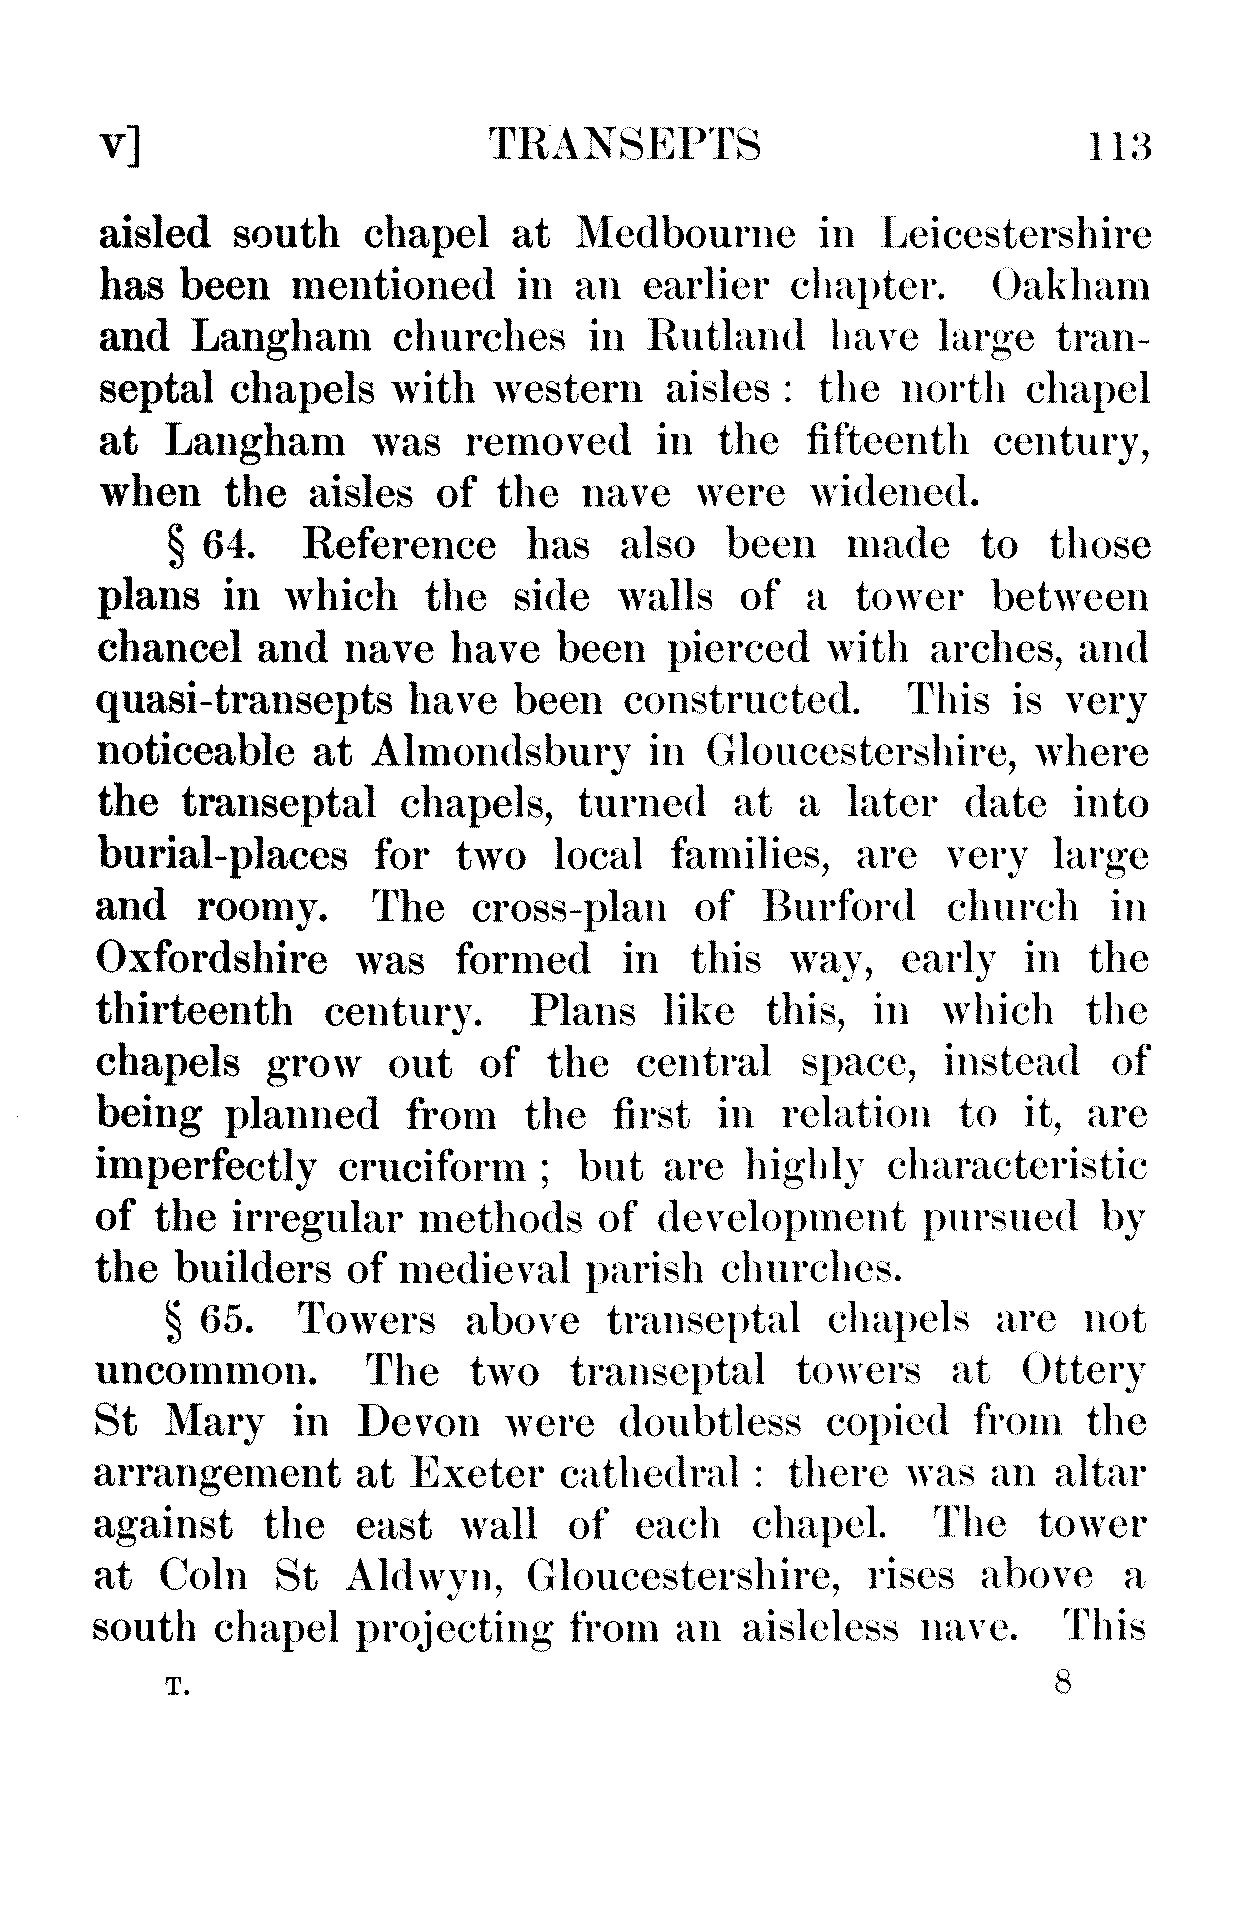 v] TRANSEPTS 113
aisled south chapel at Medbourne in Leicestershire
has been mentioned in an earlier chapter. Oakham
and Langham churches in Rutland have large tran-
septal chapels with western aisles : the north chapel
at Langham was removed in the fifteenth century,
when the aisles of the nave were widened.
§ 64. Reference has also been made to those
plans in which the side walls of a tower between
chancel and nave have been pierced with arches, and
quasi-transepts have been constructed. This is very
noticeable at Almondsbury in Gloucestershire, where
the transeptal chapels, turned at a later date into
burial-places for two local families, are very large
and roomy. The cross-plan of Burford church in
Oxfordshire was formed in this way, early in the
thirteenth century. Plans like this, in which the
chapels grow out of the central space, instead of
being planned from the first in relation to it, are
imperfectly cruciform ; but are highly characteristic
of the irregular methods of development pursued by
the builders of medieval parish churches.
§ 65. Towers above transeptal chapels are not
uncommon. The two transeptal towers at Ottery
St Mary in Devon were doubtless copied from the
arrangement at Exeter cathedral : there was an altar
against the east wall of each chapel. The tower
at Coln St Aldwyn, Gloucestershire, rises above a
south chapel projecting from an aisleless nave. This
T. 8